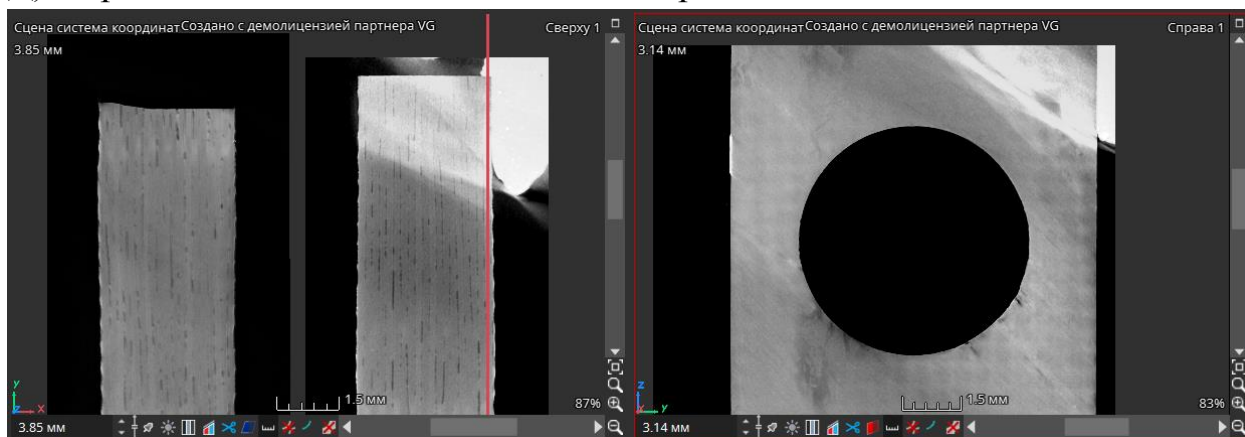 Сцена система координат Создано с демолицензией партнера VG Сверху 1
3.85 мм
1.5 мм
87%
3.85 мм
y
z
x
Сцена система координат Создано с демолицензией партнера VG Справа 1
3.14 мм
1.5 мм
83%
3.14 мм
z
x
y